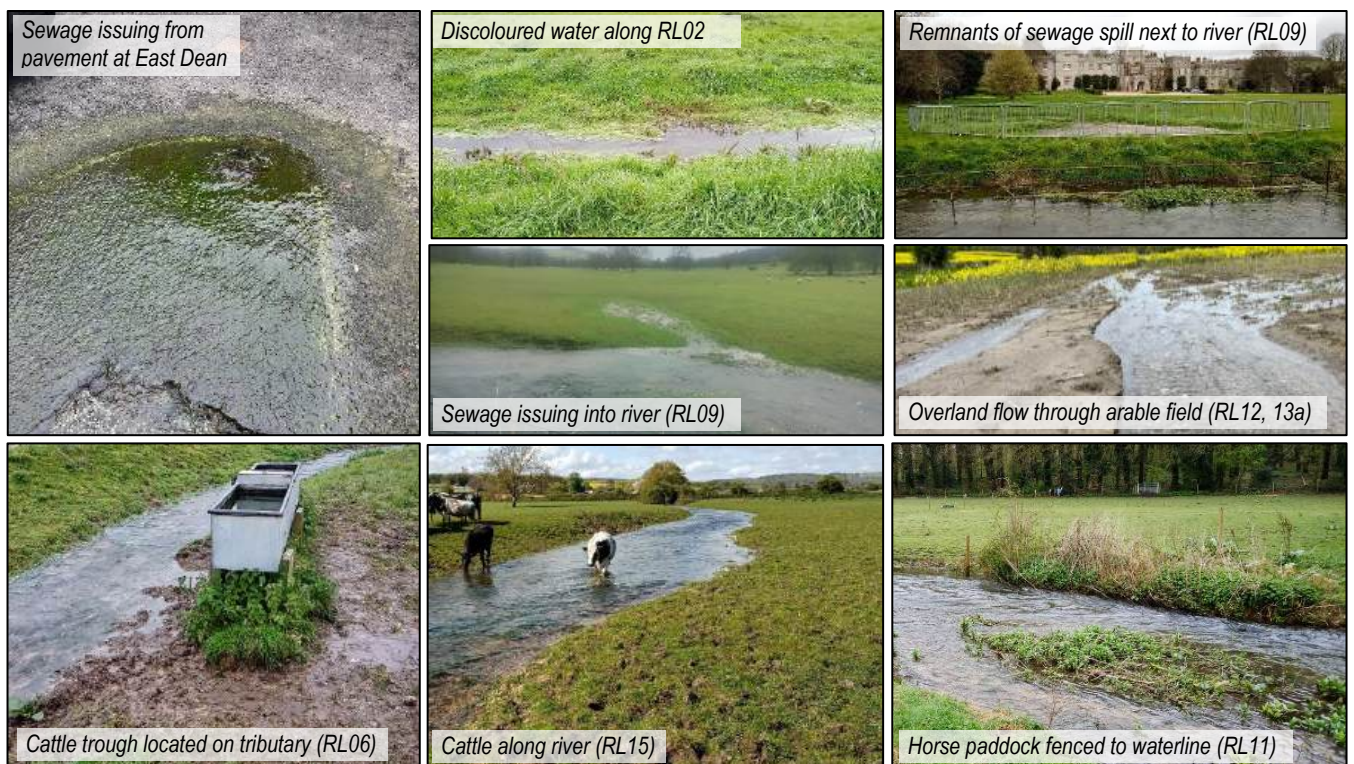 Sewage issuing from
pavement at East Dean
Discoloured water along RL02
Remnants of sewage spill next to river (RL09)
Sewage issuing into river (RL09)
Overland flow through arable field (RL12, 13a)
Cattle trough located on tributary (RL06)
Cattle along river (RL15)
Horse paddock fenced to waterline (RL11)